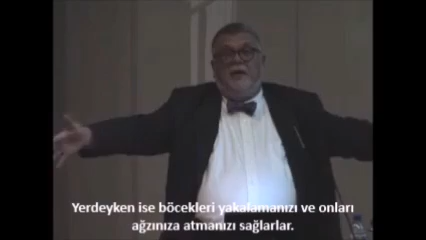 Yerdeyken ise böcekleri yakalamanızı ve onları
ağzınıza atmanızı sağlarlar.